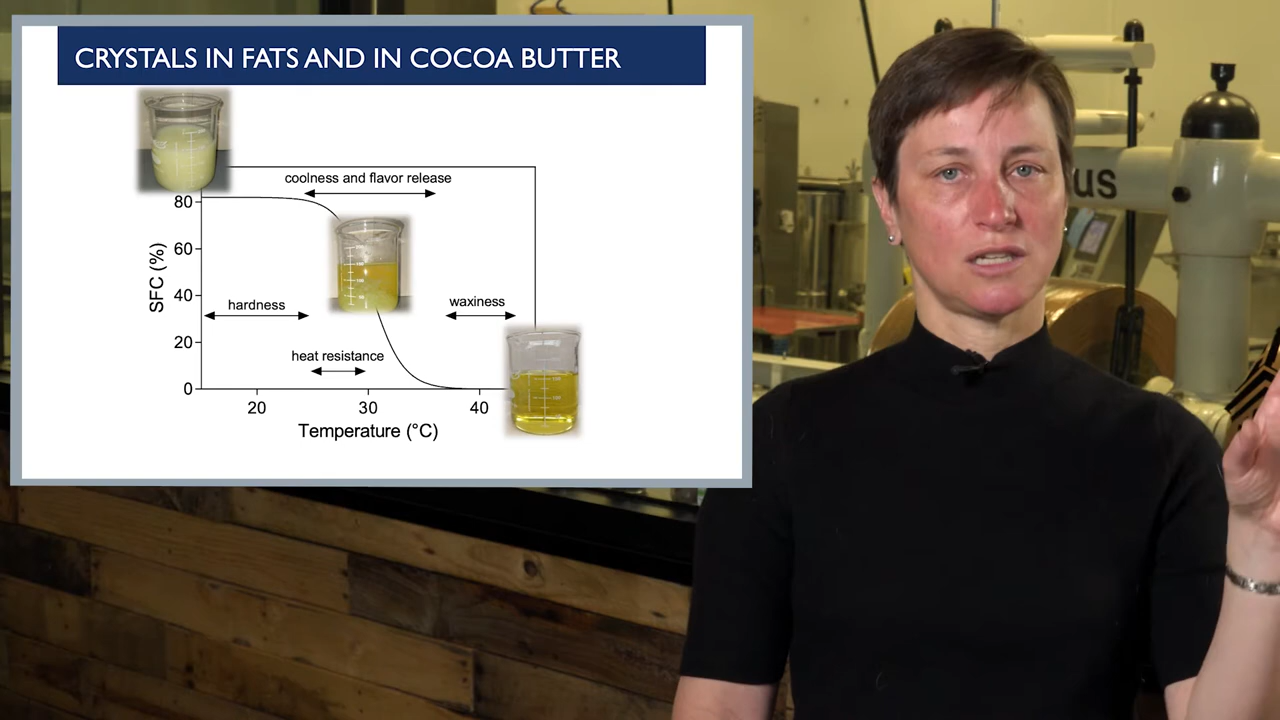 CRYSTALS IN FATS AND IN COCOA BUTTER
coolness and flavor release
80
60
SFC (%)
40
hardness
waxiness
20
heat resistance
0
20 30 40
Temperature (°C)
us